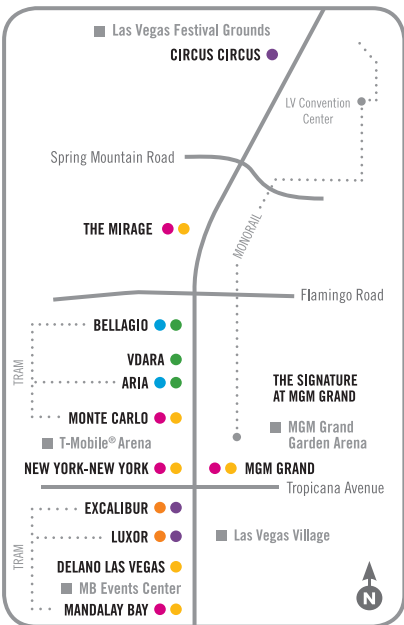 Las Vegas Festival Grounds
CIRCUS CIRCUS
LV Convention
Center
Spring Mountain Road
MONORAIL
THE MIRAGE
Flamingo Road
BELLAGIO
TRAM
VDARA
ARIA
THE SIGNATURE
AT MGM GRAND
MONTE CARLO
MGM Grand
Garden Arena
T-Mobile® Arena
NEW YORK-NEW YORK
MGM GRAND
Tropicana Avenue
EXCALIBUR
LUXOR
Las Vegas Village
TRAM
DELANO LAS VEGAS
MB Events Center
MANDALAY BAY
N